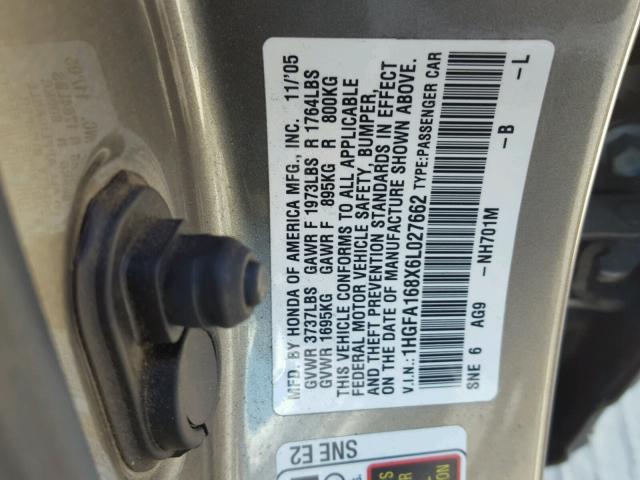 MFD. BY HONDA OF AMERICA MFG., INC. 11/'05
GVWR 3737LBS GAWR F 1973LBS R 1764LBS
GVWR 1695KG GAWR F 895KG R 800KG
THIS VEHICLE CONFORMS TO ALL APPLICABLE
FEDERAL MOTOR VEHICLE SAFETY, BUMPER,
AND THEFT PREVENTION STANDARDS IN EFFECT
ON THE DATE OF MANUFACTURE SHOWN ABOVE.
V.I.N.: 1HGFA168X6L027662 TYPE:PASSENGER CAR
SNE 6 AG9 -NH701M -B -L
SNE E2